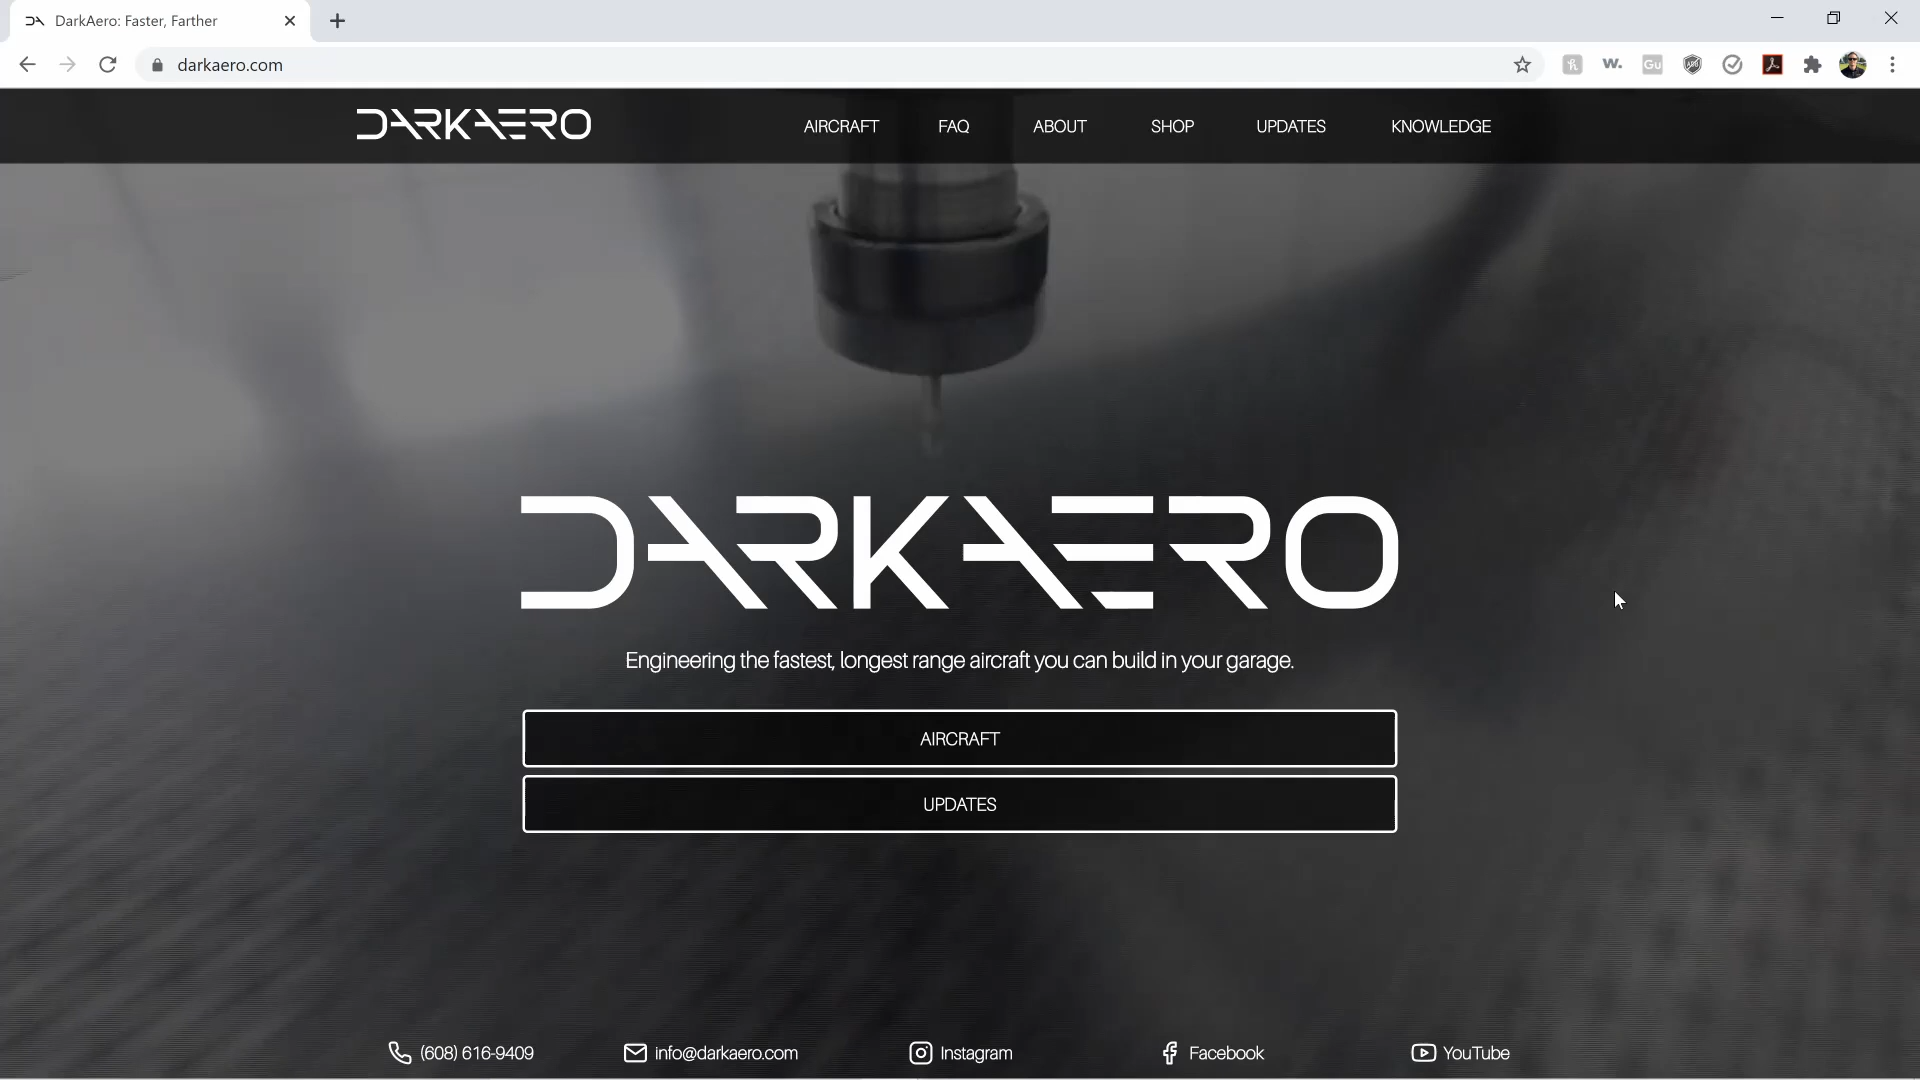 DarkAero: Faster, Farther
darkaero.com
W.
Gu
DARKAERO
AIRCRAFT
FAQ
ABOUT
SHOP
UPDATES
KNOWLEDGE
DARKAERO
Engineering the fastest, longest range aircraft you can build in your garage.
AIRCRAFT
UPDATES
(608) 616-9409
info@darkaero.com
Instagram
Facebook
YouTube